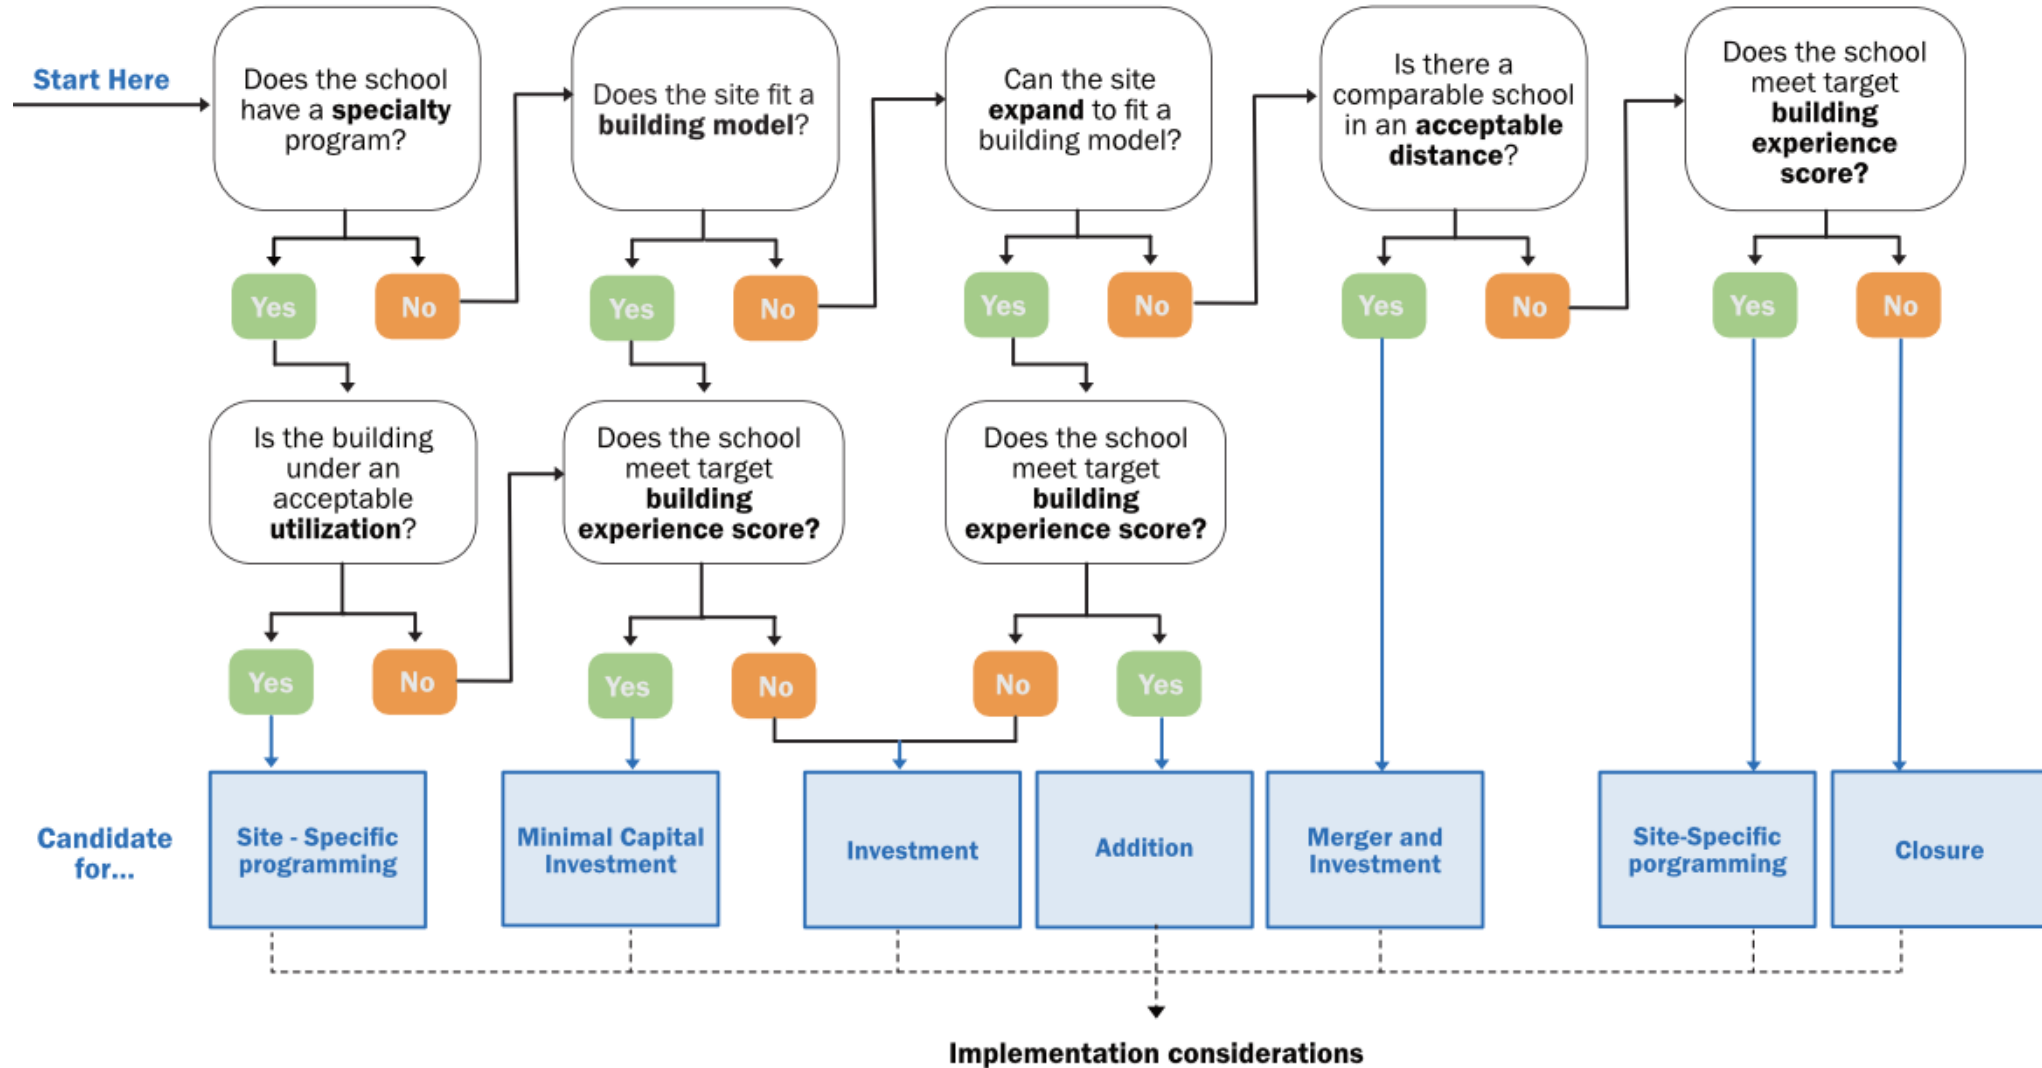 Start Here
Does the school
have a specialty
program?
Does the site fit a
building model?
Can the site
expand to fit a
building model?
Is there a
comparable school
in an acceptable
distance?
Does the school
meet target
building
experience
score?
Yes
No
Yes
No
Yes
No
Yes
No
Yes
No
Is the building
under an
acceptable
utilization?
Does the school
meet target
building
experience score?
Does the school
meet target
building
experience score?
Yes
No
Yes
No
No
Yes
Candidate
for...
Site - Specific
programming
Minimal Capital
Investment
Investment
Addition
Merger and
Investment
Site-Specific
porgramming
Closure
Implementation considerations